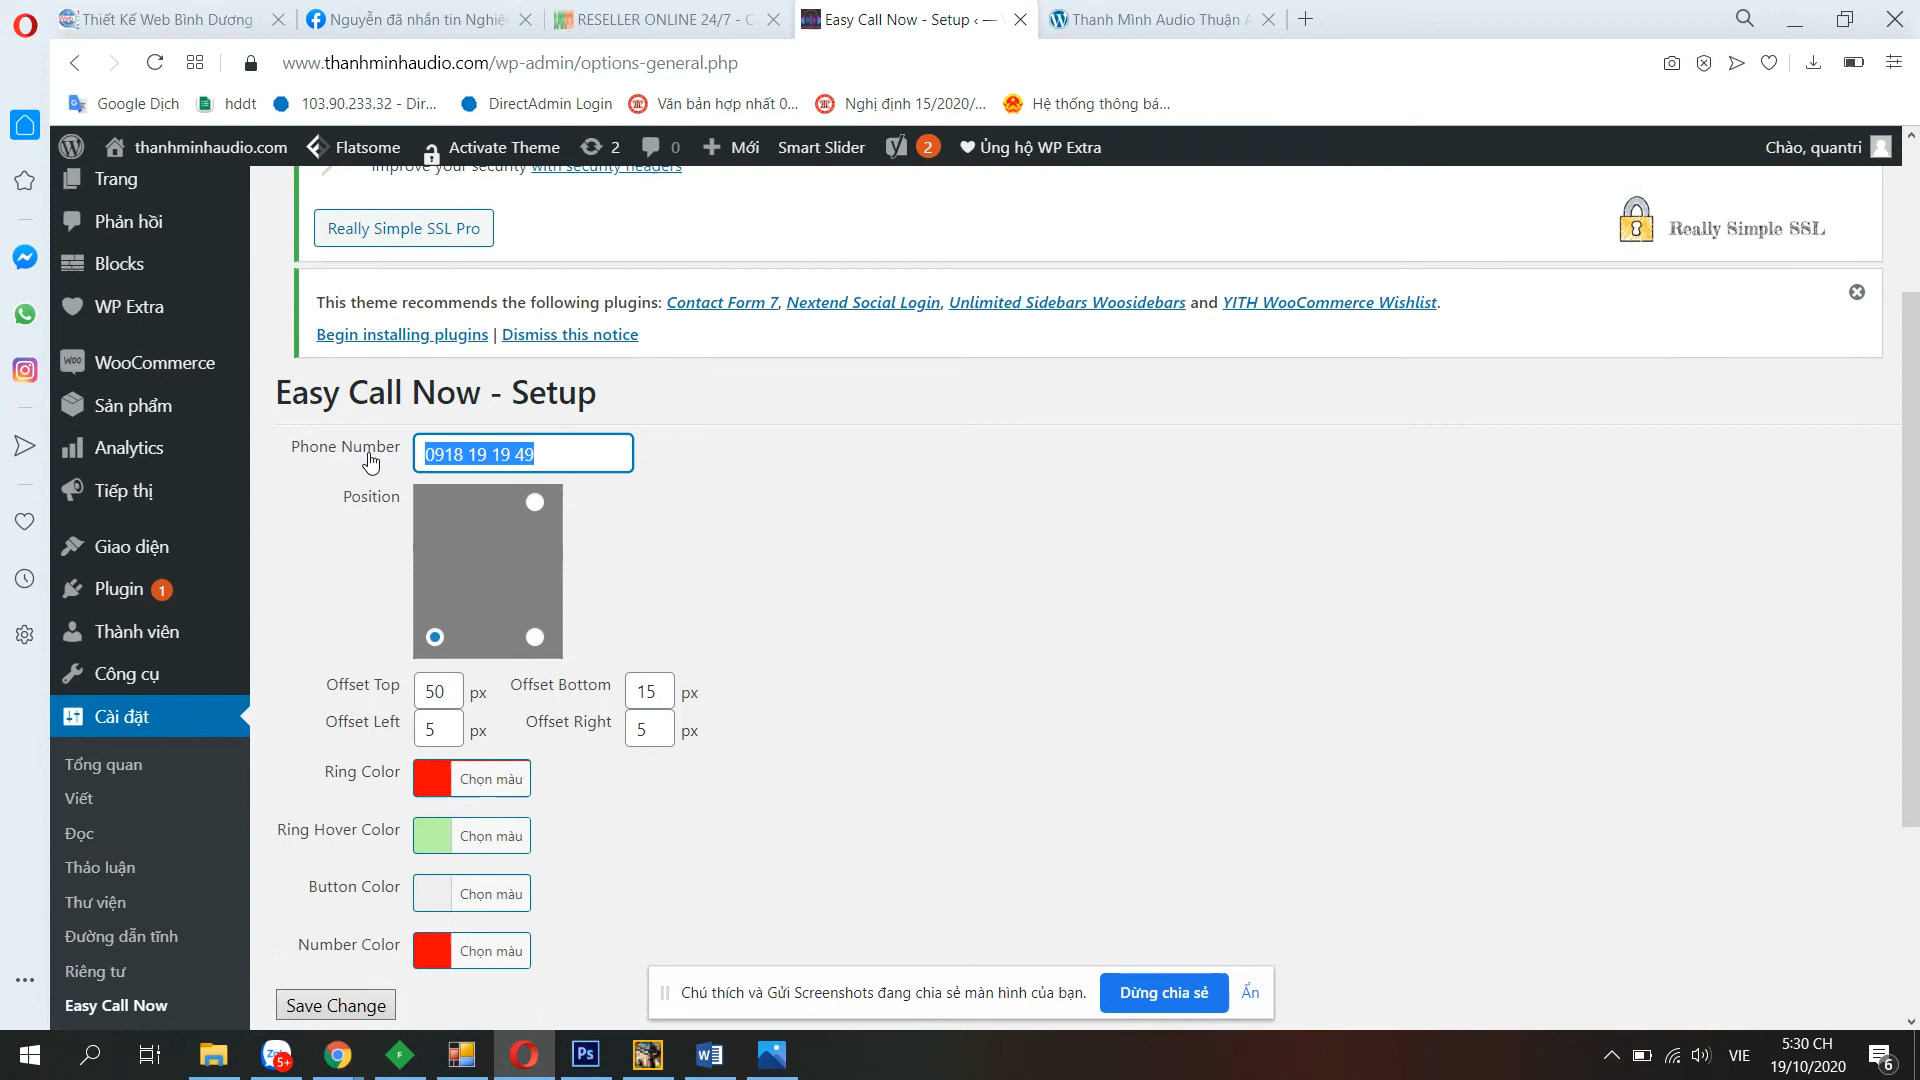 Thiết Kế Web Bình Dương -
Nguyễn đã nhắn tin Nghiê
RESELLER ONLINE 24/7 - C
Easy Call Now - Setup ‹ —
Thanh Mình Audio Thuận A
www.thanhminhaudio.com/wp-admin/options-general.php
Google Dịch
hddt
103.90.233.32 - Dir...
DirectAdmin Login
Văn bản hợp nhất 0...
Nghị định 15/2020/...
Hệ thống thông bá...
thanhminhaudio.com
Flatsome
Activate Theme
2
0
Mới
Smart Slider
2
Ủng hộ WP Extra
Chào, quantri
Trang
Phản hồi
Blocks
WP Extra
WOO
WooCommerce
Sản phẩm
Analytics
Tiếp thị
Giao diện
Plugin 1
Thành viên
Công cụ
Cài đặt
Tổng quan
Viết
Đọc
Thảo luận
Thư viện
Đường dẫn tĩnh
Riêng tư
Easy Call Now
Improve your security with security headers
Really Simple SSL Pro
Really Simple SSL
This theme recommends the following plugins: Contact Form 7, Nextend Social Login, Unlimited Sidebars Woosidebars and YITH WooCommerce Wishlist.
Begin installing plugins | Dismiss this notice
Easy Call Now - Setup
Phone Number 0918 19 19 49
Position
Offset Top 50 px Offset Bottom 15 px
Offset Left 5 px Offset Right 5 px
Ring Color Chọn màu
Ring Hover Color Chọn màu
Button Color Chọn màu
Number Color Chọn màu
Save Change
Chú thích và Gửi Screenshots đang chia sẻ màn hình của bạn.
Dừng chia sẻ
Ẩn
Zalo
5+
F
Ps
W
VIE
5:30 CH
19/10/2020
6